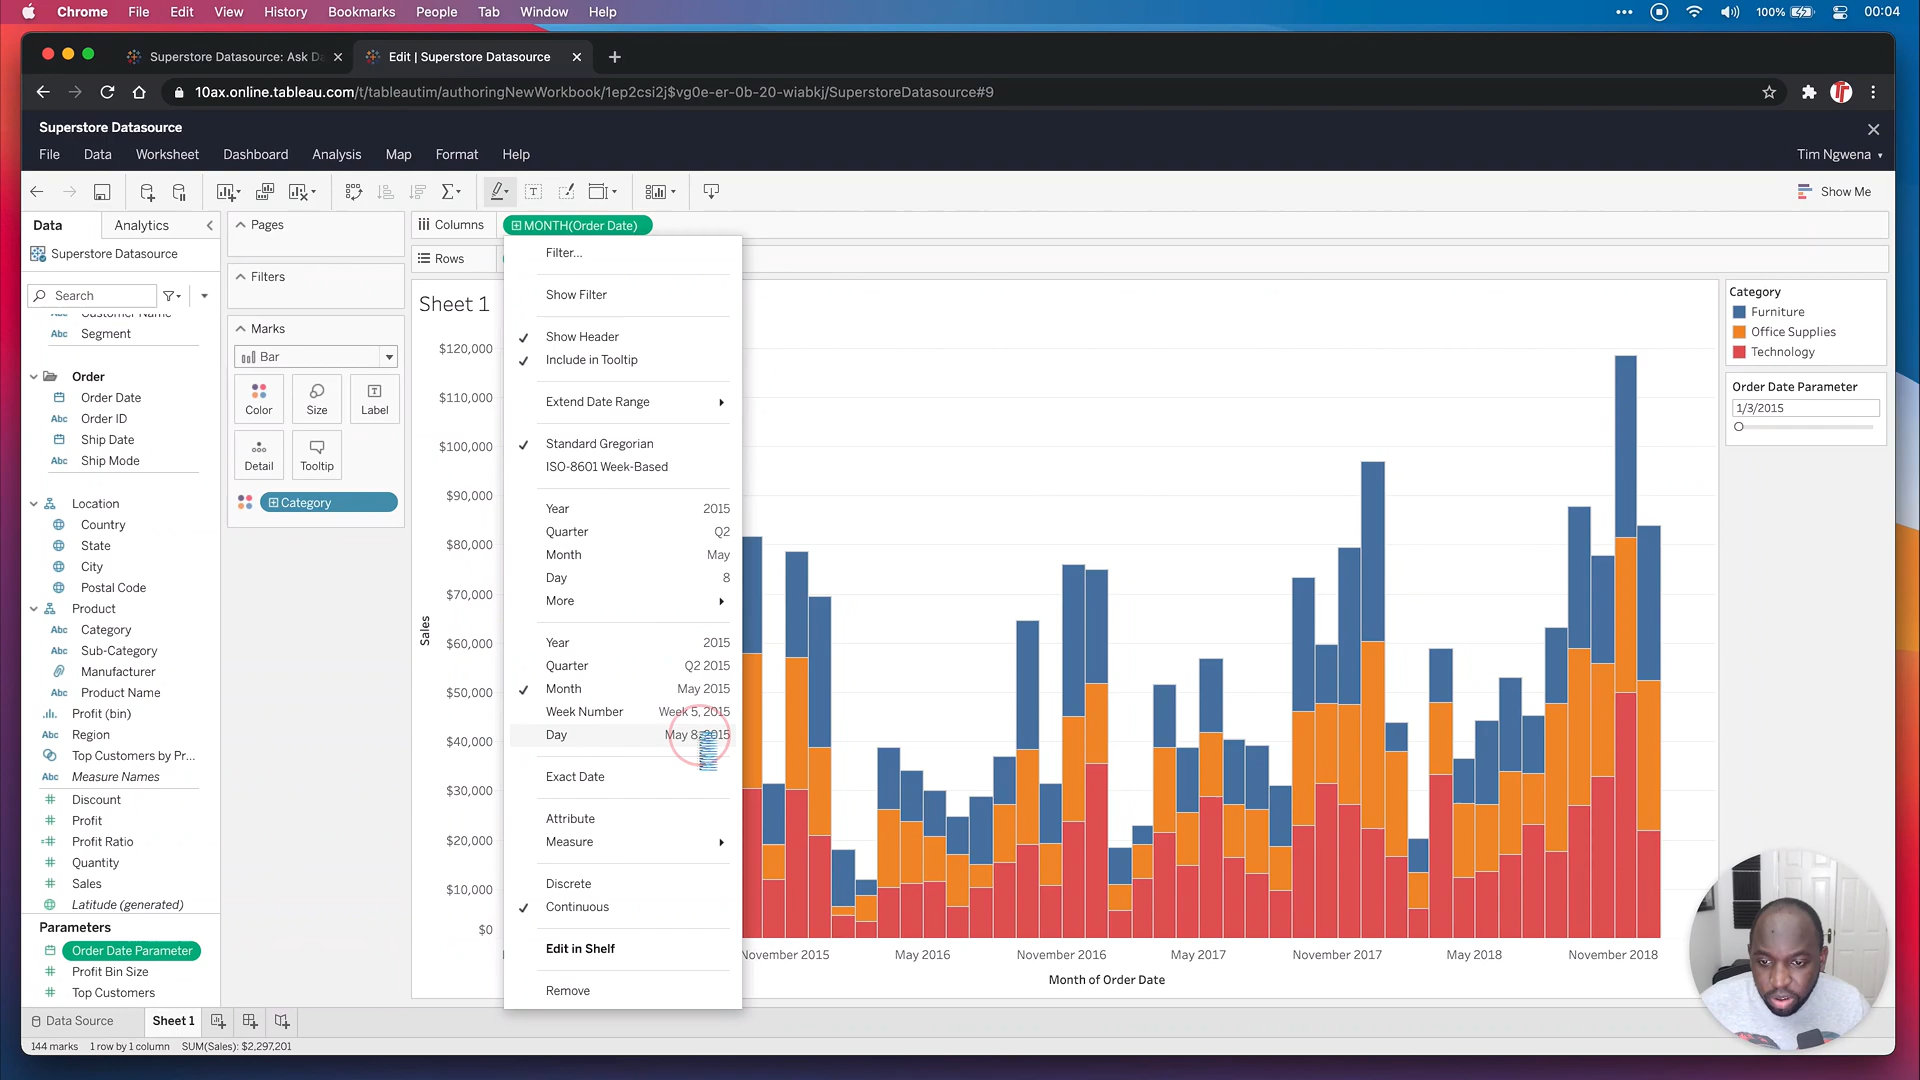 Chrome File Edit View History Bookmarks People Tab Window Help
100% 00:04
Superstore Datasource: Ask D
Edit | Superstore Datasource
10ax.online.tableau.com/t/tableautim/authoringNewWorkbook/1ep2csi2j$vg0e-er-0b-20-wiabkj/SuperstoreDatasource#9
Superstore Datasource
File Data Worksheet Dashboard Analysis Map Format Help
Tim Ngwena
Show Me
Data Analytics
Superstore Datasource
Search
Customer Name
Abc Segment
Order
Order Date
Abc Order ID
Ship Date
Abc Ship Mode
Location
Country
State
City
Postal Code
Product
Abc Category
Abc Sub-Category
Manufacturer
Abc Product Name
Profit (bin)
Abc Region
Top Customers by Pr...
Abc Measure Names
Discount
Profit
Profit Ratio
Quantity
Sales
Latitude (generated)
Parameters
Order Date Parameter
Profit Bin Size
Top Customers
Pages
Filters
Marks
Bar
Color Size Label
Detail Tooltip
Category
Columns MONTH(Order Date)
Rows
Sheet 1
Filter...
Show Filter
Show Header
Include in Tooltip
Extend Date Range
Standard Gregorian
ISO-8601 Week-Based
Year 2015
Quarter Q2
Month May
Day 8
More
Year 2015
Quarter Q2 2015
Month May 2015
Week Number Week 5, 2015
Day May 8, 2015
Exact Date
Attribute
Measure
Discrete
Continuous
Edit in Shelf
Remove
Sales
$120,000
$110,000
$100,000
$90,000
$80,000
$70,000
$60,000
$50,000
$40,000
$30,000
$20,000
$10,000
$0
November 2015 May 2016 November 2016 May 2017 November 2017 May 2018 November 2018
Month of Order Date
Category
Furniture
Office Supplies
Technology
Order Date Parameter
1/3/2015
Data Source Sheet 1
144 marks 1 row by 1 column SUM(Sales): $2,297,201